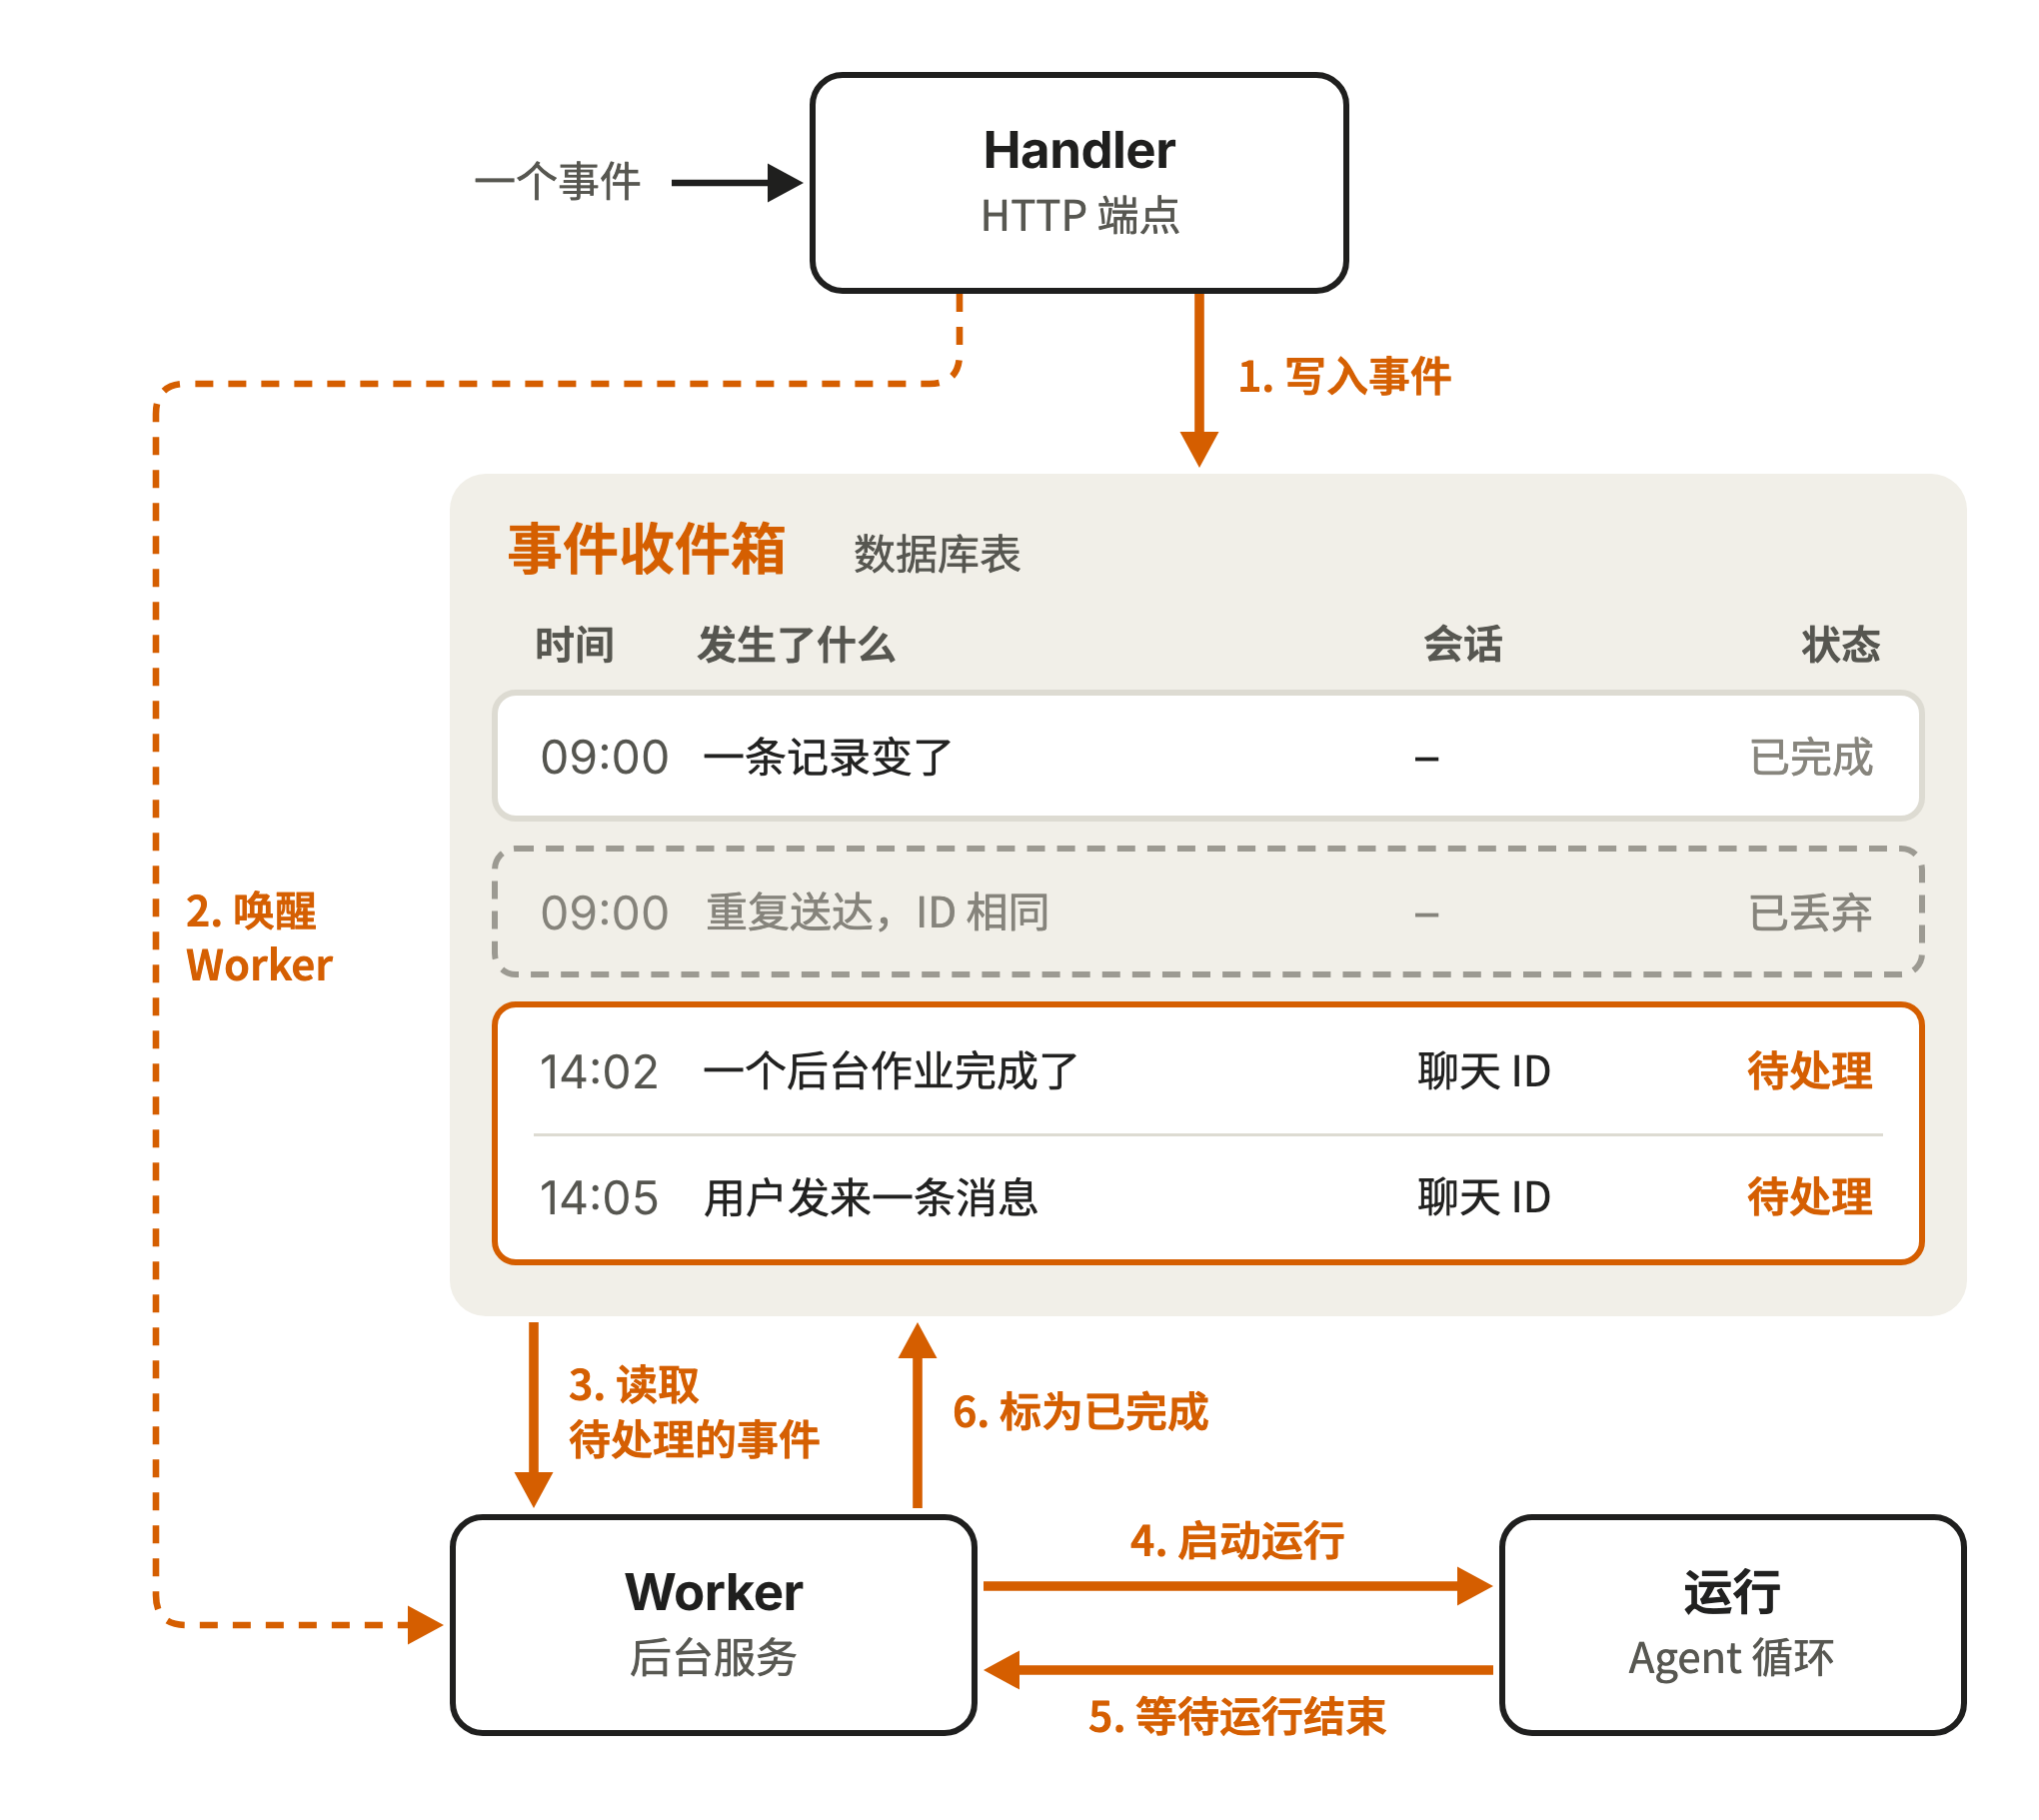 Handler
一个事件
HTTP 端点
1. 写入事件
事件收件箱 数据库表
时间 发生了什么 会话 状态
09:00 一条记录变了 – 已完成
09:00 重复送达，ID 相同 – 已丢弃
2. 唤醒
Worker
14:02 一个后台作业完成了 聊天 ID 待处理
14:05 用户发来一条消息 聊天 ID 待处理
3. 读取
待处理的事件
6. 标为已完成
4. 启动运行
Worker
后台服务
运行
Agent 循环
5. 等待运行结束